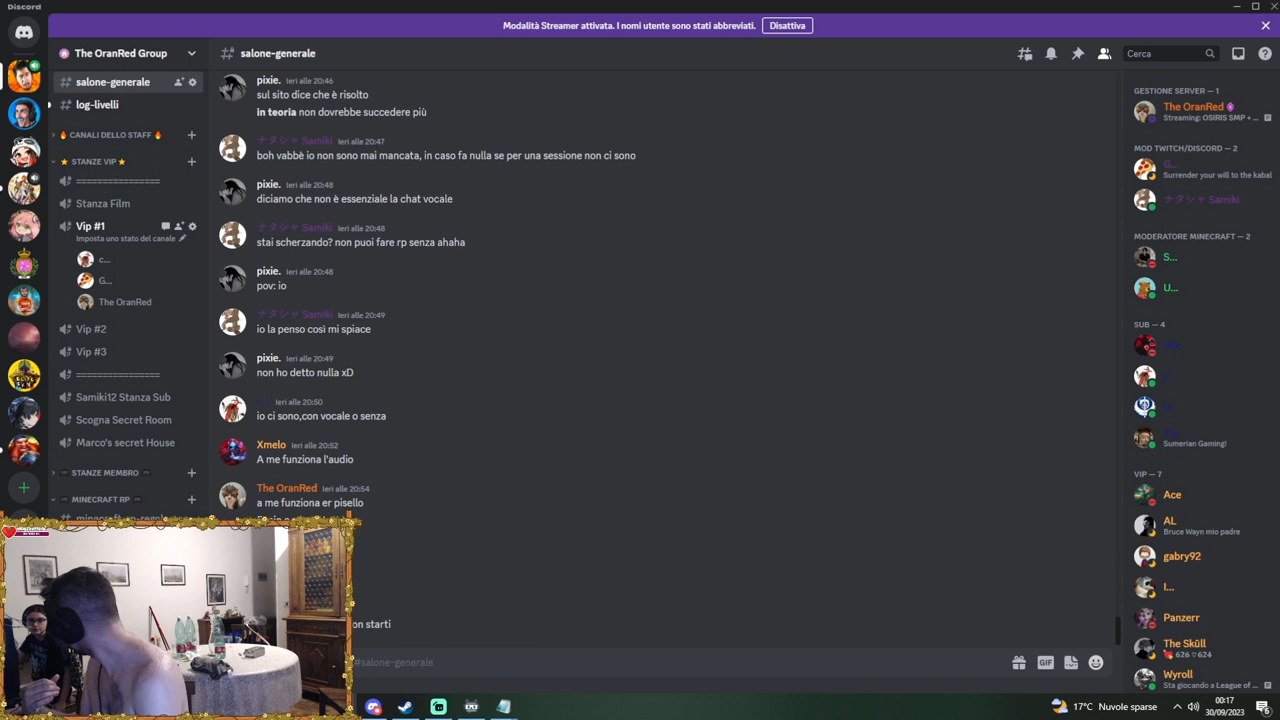 Discord
Modalità Streamer attivata. I nomi utente sono stati abbreviati.
Disattiva
The OranRed Group
salone-generale
Cerca
salone-generale
log-livelli
CANALI DELLO STAFF
STANZE VIP
================
Stanza Film
Vip #1
Imposta uno stato del canale
c...
G...
The OranRed
Vip #2
Vip #3
================
Samiki12 Stanza Sub
Scogna Secret Room
Marco's secret House
STANZE MEMBRO
MINECRAFT RP
pixie. Ieri alle 20:46
sul sito dice che è risolto
in teoria non dovrebbe succedere più
ナタシャ Samiki Ieri alle 20:47
boh vabbè io non sono mai mancata, in caso fa nulla se per una sessione non ci sono
pixie. Ieri alle 20:48
diciamo che non è essenziale la chat vocale
ナタシャ Samiki Ieri alle 20:48
stai scherzando? non puoi fare rp senza ahaha
pixie. Ieri alle 20:48
pov: io
ナタシャ Samiki Ieri alle 20:49
io la penso così mi spiace
pixie. Ieri alle 20:49
non ho detto nulla xD
Ieri alle 20:50
io ci sono,con vocale o senza
Xmelo Ieri alle 20:52
A me funziona l'audio
The OranRed Ieri alle 20:54
a me funziona er pisello
on starti
#salone-generale
GIF
GESTIONE SERVER — 1
The OranRed
Streaming: OSIRIS SMP + ...
MOD TWITCH/DISCORD — 2
G...
Surrender your will to the kabal
ナタシャ Samiki
MODERATORE MINECRAFT — 2
S...
U...
SUB — 4
Sumerian Gaming!
VIP — 7
Ace
AL
Bruce Wayn mio padre
gabry92
I...
Panzerr
The Skûll
626 624
Wyroll
Sta giocando a League of ...
17°C Nuvole sparse
00:17
30/09/2023
6